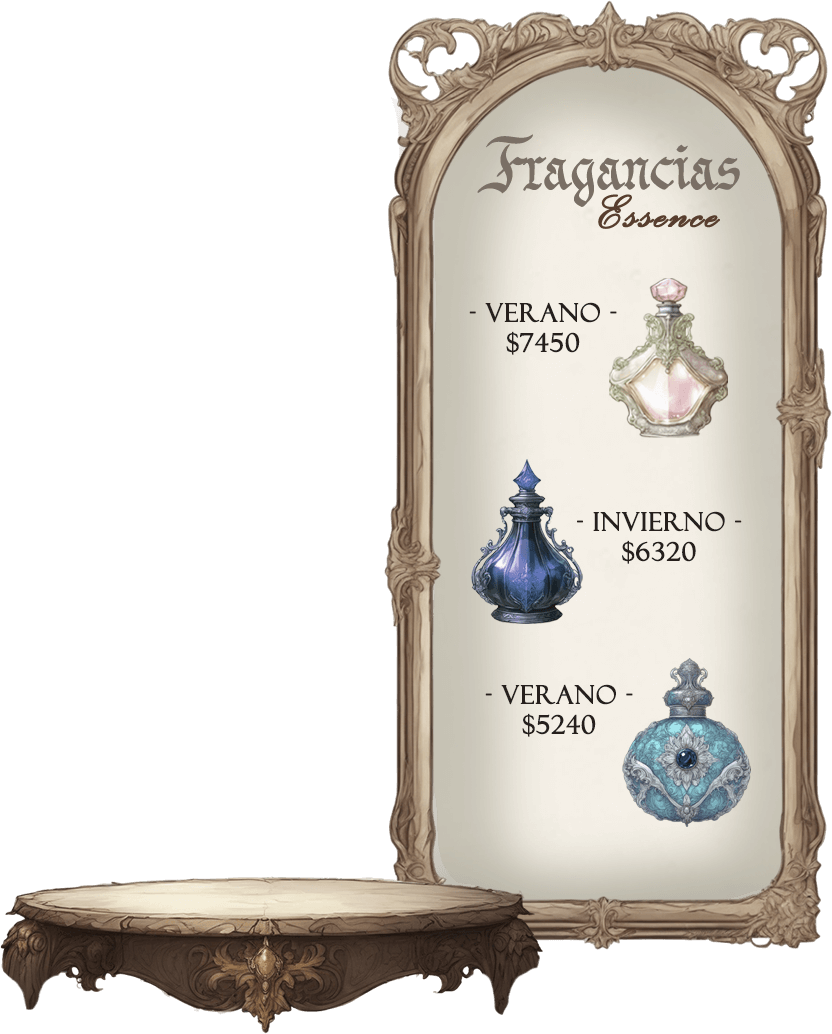 Fragancias
Essence
- VERANO -
$7450
- INVIERNO -
$6320
- VERANO -
$5240